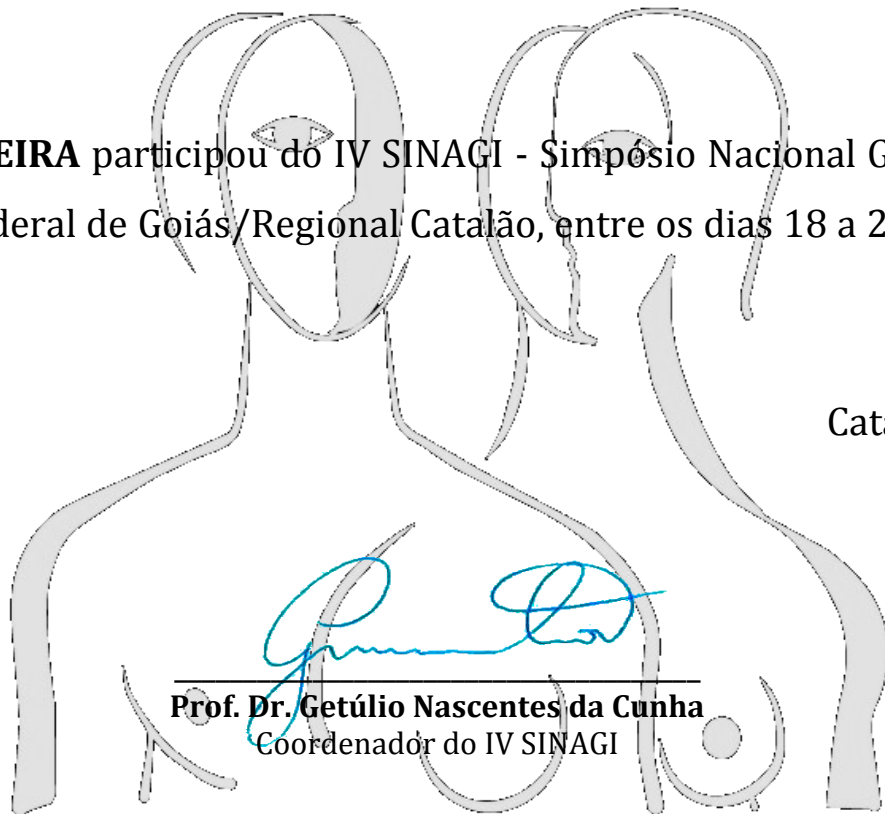 EIRA participou do IV SINAGI - Simpósio Nacional G
deral de Goiás/Regional Catalão, entre os dias 18 a 2
Cata
Prof. Dr. Getúlio Nascentes da Cunha
Coordenador do IV SINAGI